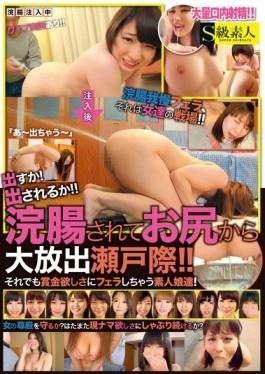 浣腸注入中
大量口内射精!!
S級素人
注入後
浣腸我慢フェラ、
それは女達の戦場!!
「あ〜出ちゃう〜」
出すか!
出されるか!!
浣腸されてお尻から
大放出瀬戸際!!
それでも賞金欲しさにフェラしちゃう素人娘達!
女の尊厳を守るか?はたまた現ナマ欲しさにしゃぶり続けるか?